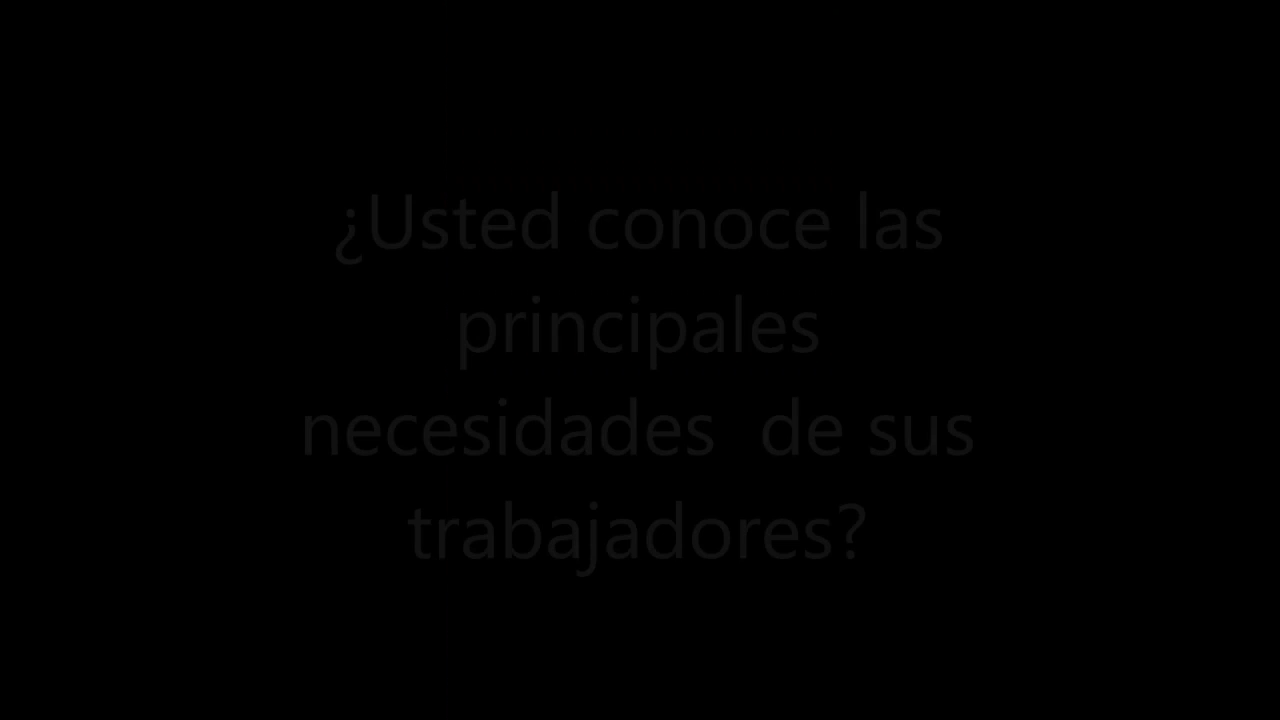 ¿Usted conoce las
principales
necesidades  de sus
trabajadores?